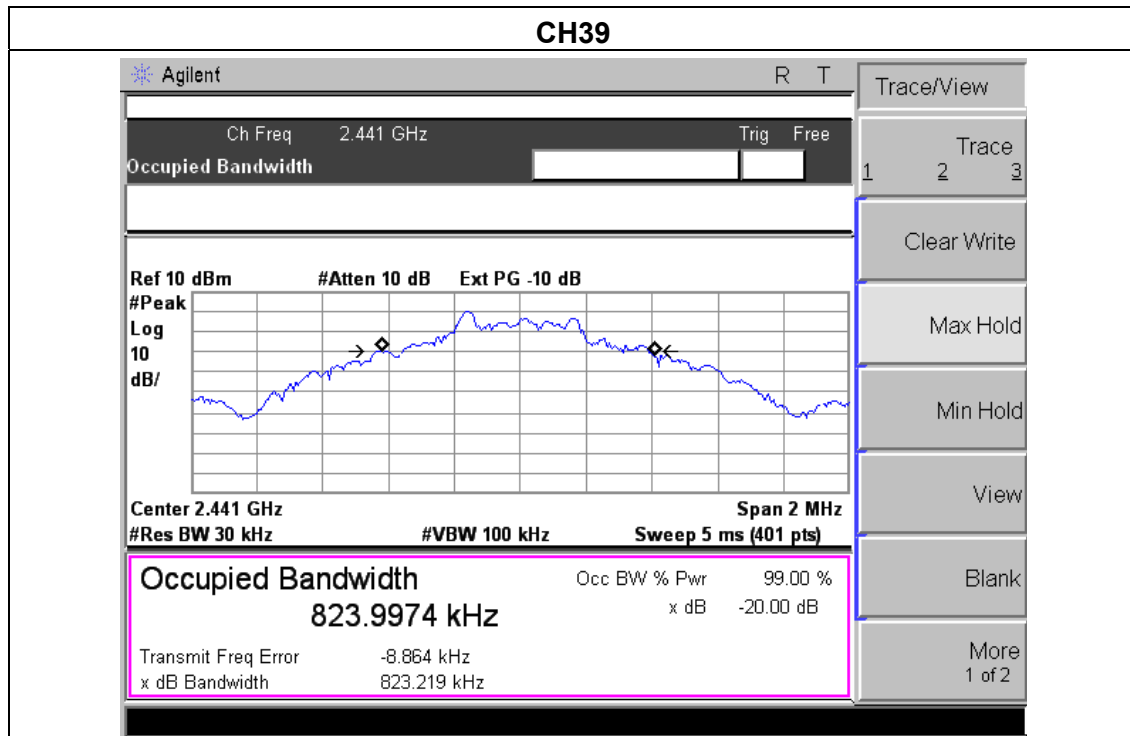 CH39
Agilent R T
Trace/View
Ch Freq 2.441 GHz Trig Free
Occupied Bandwidth
Trace
1 2 3
Clear Write
Ref 10 dBm #Atten 10 dB Ext PG -10 dB
#Peak
Log
10
dB/
Max Hold
Min Hold
View
Center 2.441 GHz Span 2 MHz
#Res BW 30 kHz #VBW 100 kHz Sweep 5 ms (401 pts)
Occupied Bandwidth Occ BW % Pwr 99.00 %
823.9974 kHz x dB -20.00 dB
Transmit Freq Error -8.864 kHz
x dB Bandwidth 823.219 kHz
Blank
More
1 of 2